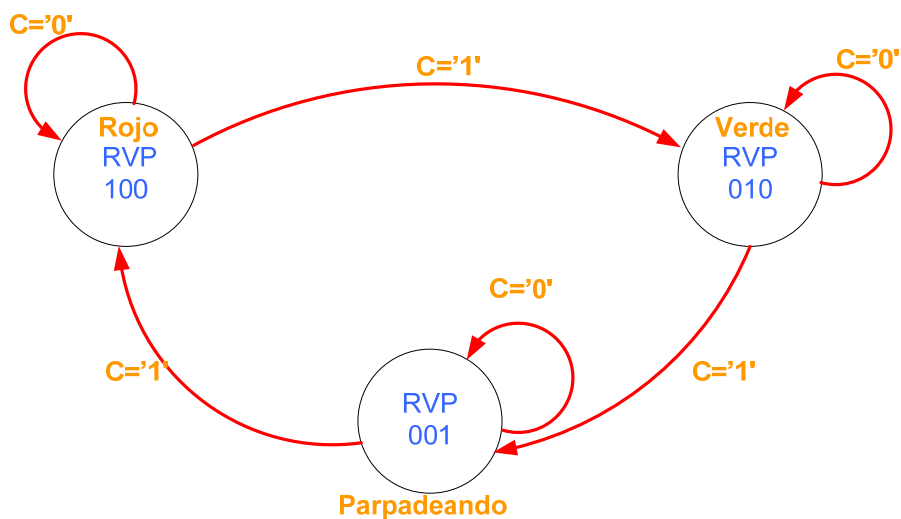 C=’0'
C=’1'
C=’0'
Rojo
RVP
100
Verde
RVP
010
C=’0'
C=’1'
C=’1'
RVP
001
Parpadeando